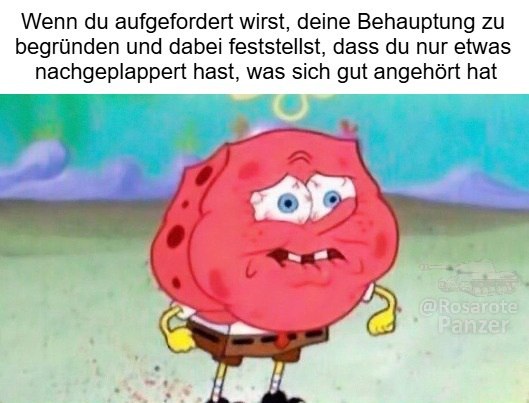 Wenn du aufgefordert wirst, deine Behauptung zu
begründen und dabei feststellst, dass du nur etwas
nachgeplappert hast, was sich gut angehört hat
@Rosarote
Panzer